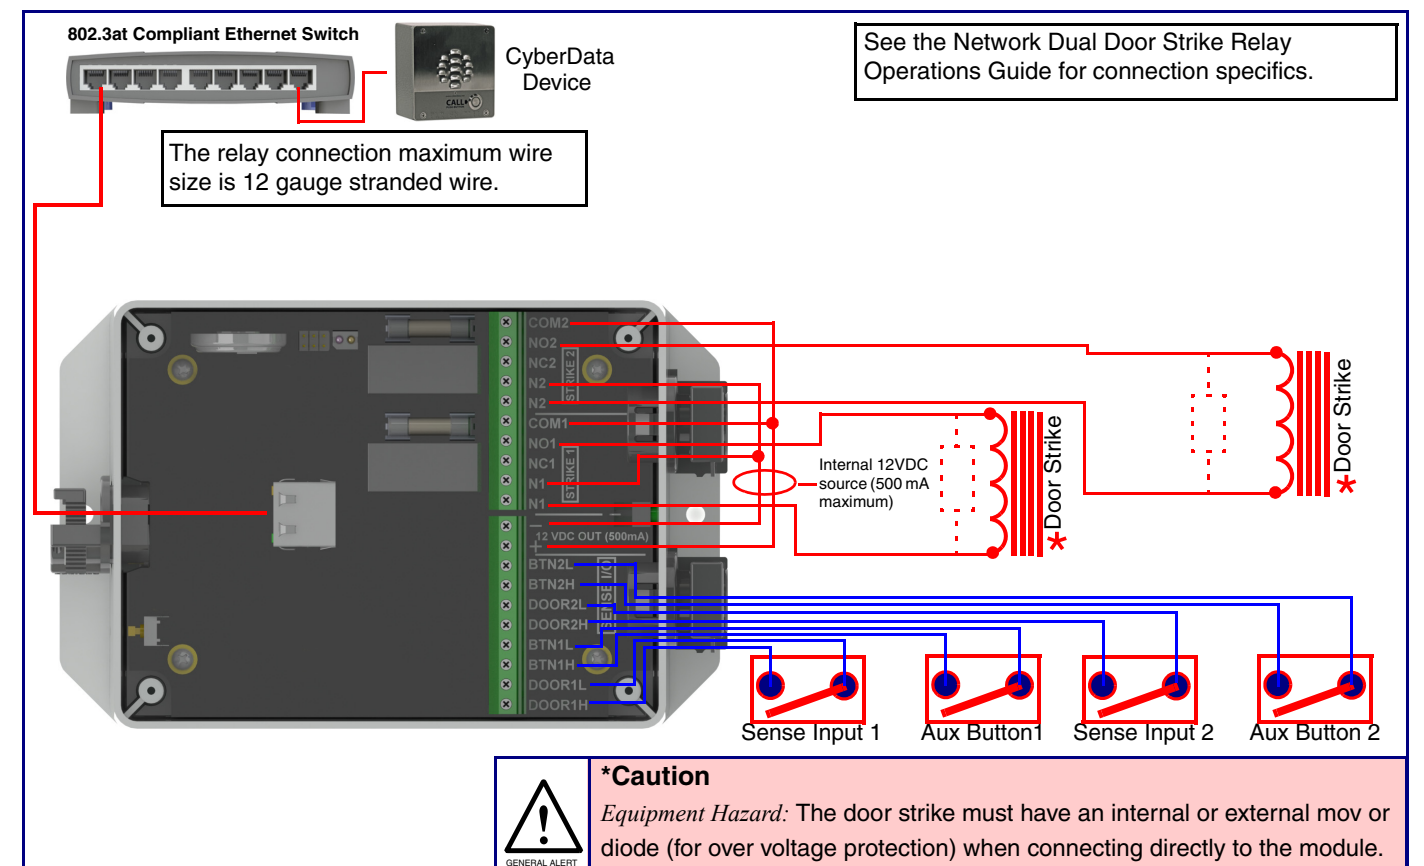 802.3at Compliant Ethernet Switch
CyberData
Device
CALL
See the Network Dual Door Strike Relay
Operations Guide for connection specifics.
The relay connection maximum wire
size is 12 gauge stranded wire.
COM2
NO2
NC2
N2
N2
STRIKE 2
COM1
NO1
NC1
N1
N1
STRIKE 1
−
12 VDC OUT (500mA)
+
BTN2L
BTN2H
DOOR2L
DOOR2H
BTN1L
BTN1H
DOOR1L
DOOR1H
SENSE I/O
Internal 12VDC
source (500 mA
maximum)
*Door Strike
*Door Strike
Sense Input 1
Aux Button1
Sense Input 2
Aux Button 2
GENERAL ALERT
*Caution
Equipment Hazard: The door strike must have an internal or external mov or
diode (for over voltage protection) when connecting directly to the module.